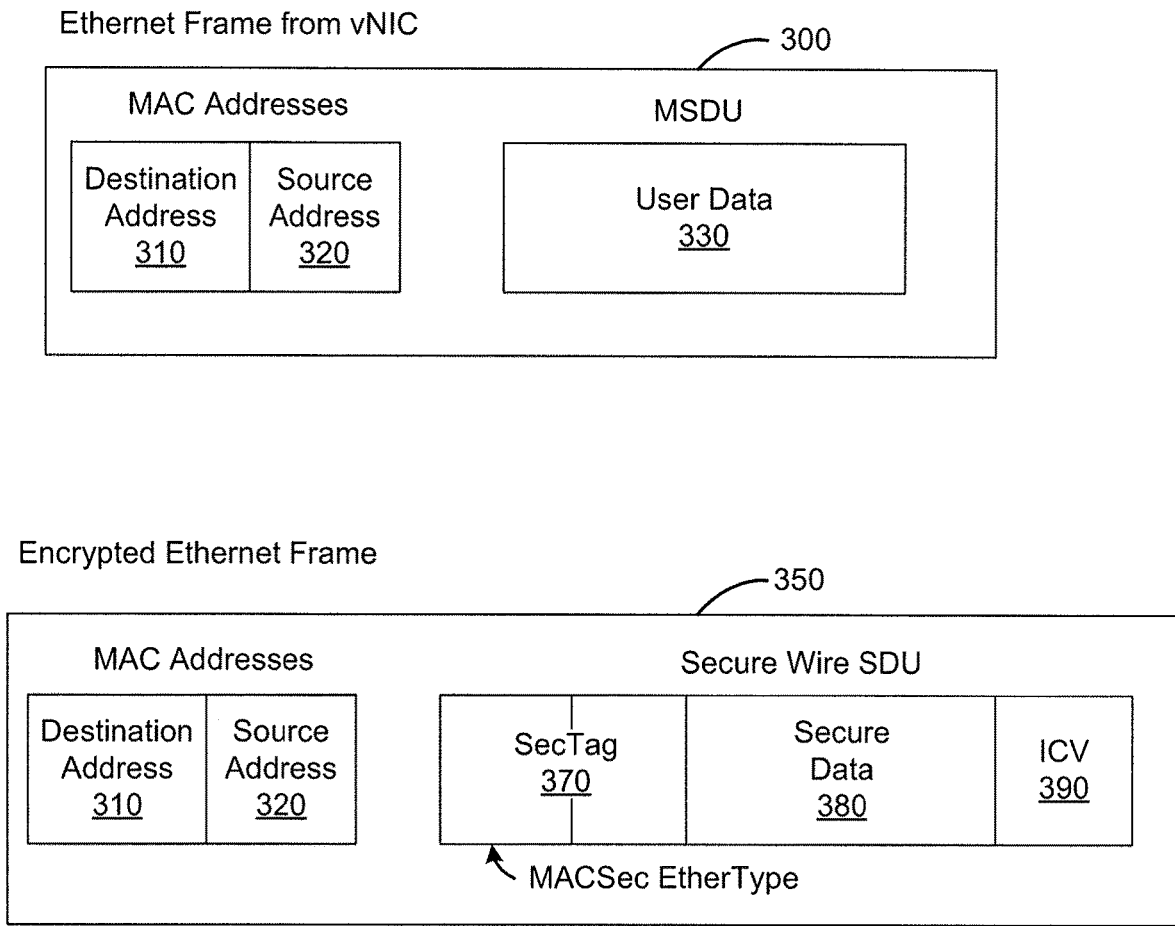 Ethernet Frame from vNIC
300
MAC Addresses
MSDU
Destination
Address
310
Source
Address
320
User Data
330
Encrypted Ethernet Frame
350
MAC Addresses
Secure Wire SDU
Destination
Address
310
Source
Address
320
SecTag
370
Secure
Data
380
ICV
390
MACSec EtherType